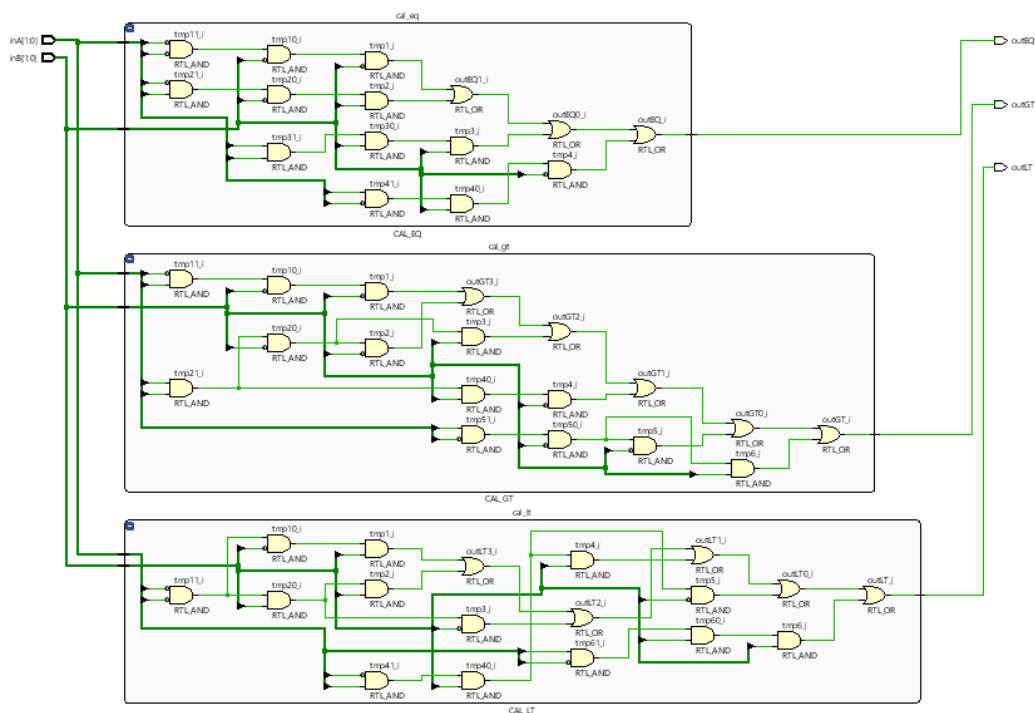 cal_eq
inA[1:0]
inB[1:0]
tmp11_i
RTL_AND
tmp10_i
RTL_AND
tmp1_i
RTL_AND
tmp21_i
RTL_AND
tmp20_i
RTL_AND
tmp2_i
RTL_AND
outEQ1_i
RTL_OR
tmp31_i
RTL_AND
tmp30_i
RTL_AND
tmp3_i
RTL_AND
outEQ0_i
RTL_OR
outEQ_i
RTL_OR
tmp4_i
RTL_AND
tmp41_i
RTL_AND
tmp40_i
RTL_AND
CAL_EQ
outEQ
outGT
outLT
cal_gt
tmp11_i
RTL_AND
tmp10_i
RTL_AND
tmp1_i
RTL_AND
outGT3_i
RTL_OR
tmp20_i
RTL_AND
tmp2_i
RTL_AND
tmp3_i
RTL_AND
outGT2_i
RTL_OR
tmp21_i
RTL_AND
tmp40_i
RTL_AND
tmp4_i
RTL_AND
outGT1_i
RTL_OR
tmp51_i
RTL_AND
tmp50_i
RTL_AND
tmp5_i
RTL_AND
outGT0_i
RTL_OR
outGT_i
RTL_OR
tmp6_i
RTL_AND
CAL_GT
cal_lt
tmp10_i
RTL_AND
tmp1_i
RTL_AND
outLT3_i
RTL_OR
tmp4_i
RTL_AND
outLT1_i
RTL_OR
tmp11_i
RTL_AND
tmp20_i
RTL_AND
tmp2_i
RTL_AND
tmp5_i
RTL_AND
outLT0_i
RTL_OR
outLT_i
RTL_OR
tmp3_i
RTL_AND
outLT2_i
RTL_OR
tmp60_i
RTL_AND
tmp6_i
RTL_AND
tmp61_i
RTL_AND
tmp41_i
RTL_AND
tmp40_i
RTL_AND
CAL_LT